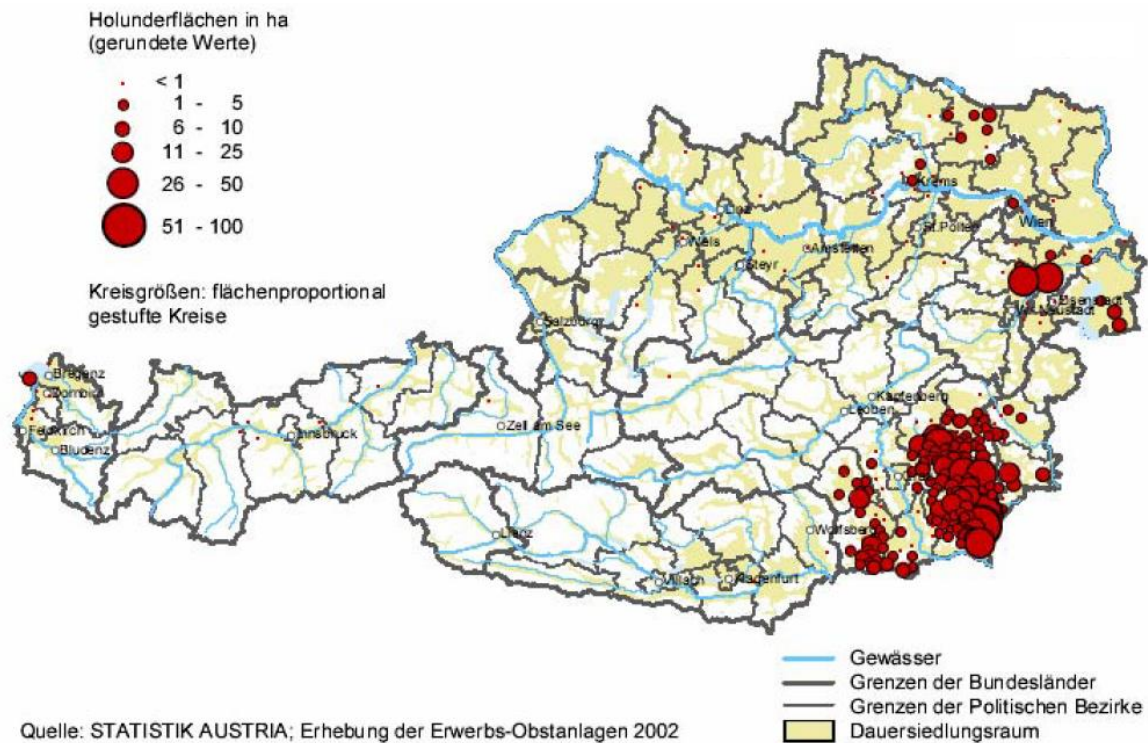 Holunderflächen in ha
(gerundete Werte)
< 1
1 - 5
6 - 10
11 - 25
26 - 50
51 - 100
Kreisgrößen: flächenproportional
gestufte Kreise
Krems
Linz
Wien
St.Pölten
Wels
Amstetten
Steyr
Eisenstadt
Wr.Neustadt
Salzburg
Bregenz
Dornbirn
Kapfenberg
Leoben
Feldkirch
Innsbruck
Zell am See
Bludenz
Wolfsberg
Lienz
Villach
Klagenfurt
Gewässer
Grenzen der Bundesländer
Grenzen der Politischen Bezirke
Dauersiedlungsraum
Quelle: STATISTIK AUSTRIA; Erhebung der Erwerbs-Obstanlagen 2002